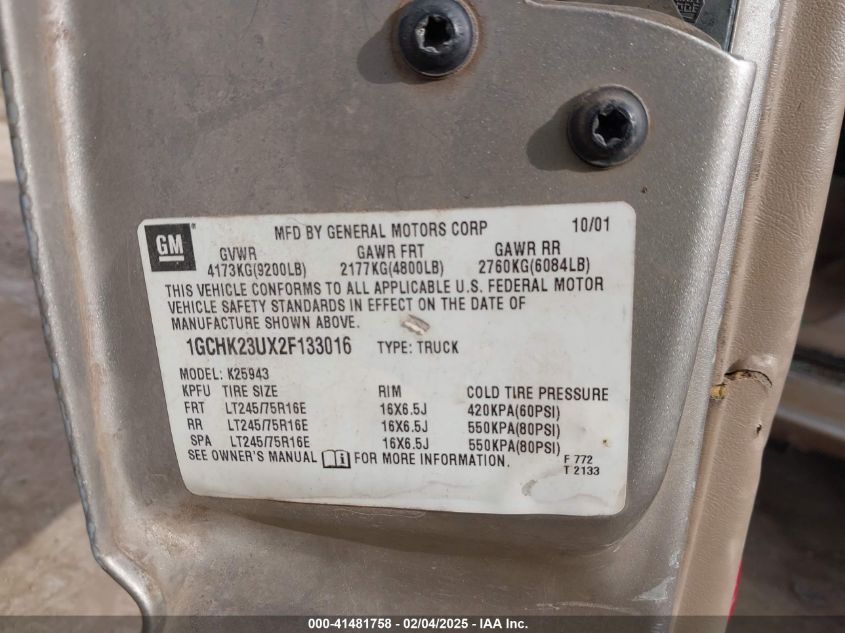 MFD BY GENERAL MOTORS CORP 10/01
GM
GVWR GAWR FRT GAWR RR
4173KG(9200LB) 2177KG(4800LB) 2760KG(6084LB)
THIS VEHICLE CONFORMS TO ALL APPLICABLE U.S. FEDERAL MOTOR
VEHICLE SAFETY STANDARDS IN EFFECT ON THE DATE OF
MANUFACTURE SHOWN ABOVE.
1GCHK23UX2F133016 TYPE: TRUCK
MODEL: K25943
KPFU TIRE SIZE RIM COLD TIRE PRESSURE
FRT LT245/75R16E 16X6.5J 420KPA(60PSI)
RR LT245/75R16E 16X6.5J 550KPA(80PSI)
SPA LT245/75R16E 16X6.5J 550KPA(80PSI)
SEE OWNER'S MANUAL FOR MORE INFORMATION.
F 772
T 2133
000-41481758 - 02/04/2025 - IAA Inc.